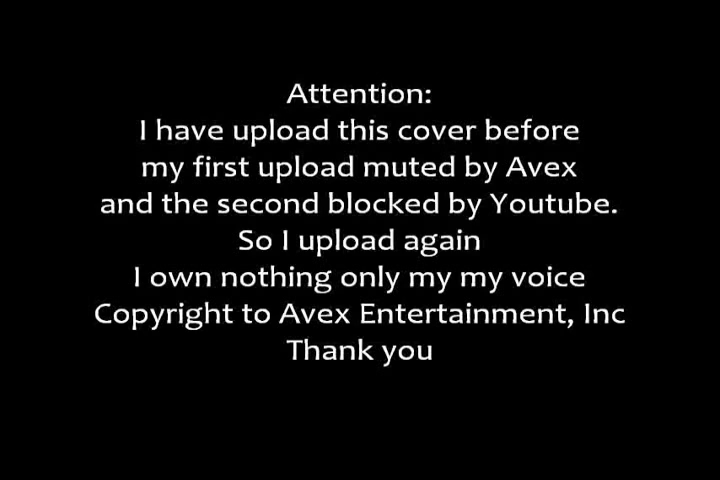 Attention:
I have upload this cover before
my first upload muted by Avex
and the second blocked by Youtube.
So I upload again
I own nothing only my my voice
Copyright to Avex Entertainment, Inc
Thank you